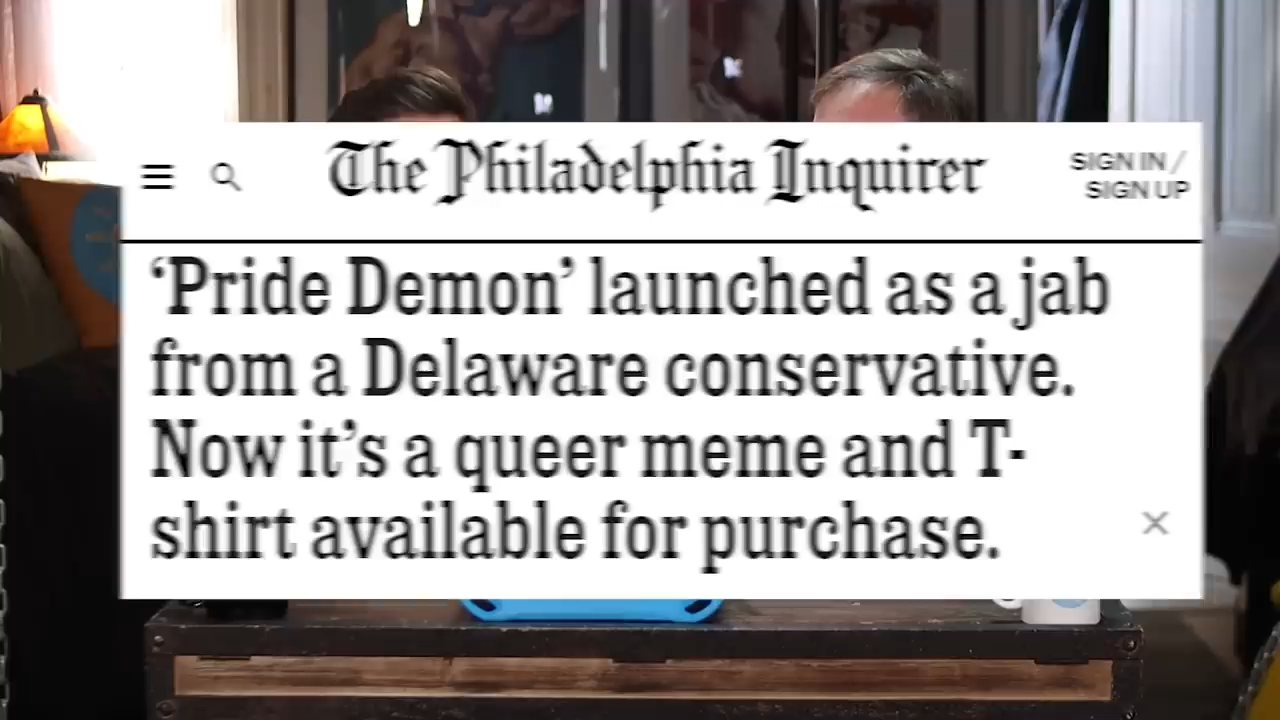 The Philadelphia Inquirer
SIGN IN /
SIGN UP
‘Pride Demon’ launched as a jab
from a Delaware conservative.
Now it’s a queer meme and T-
shirt available for purchase.